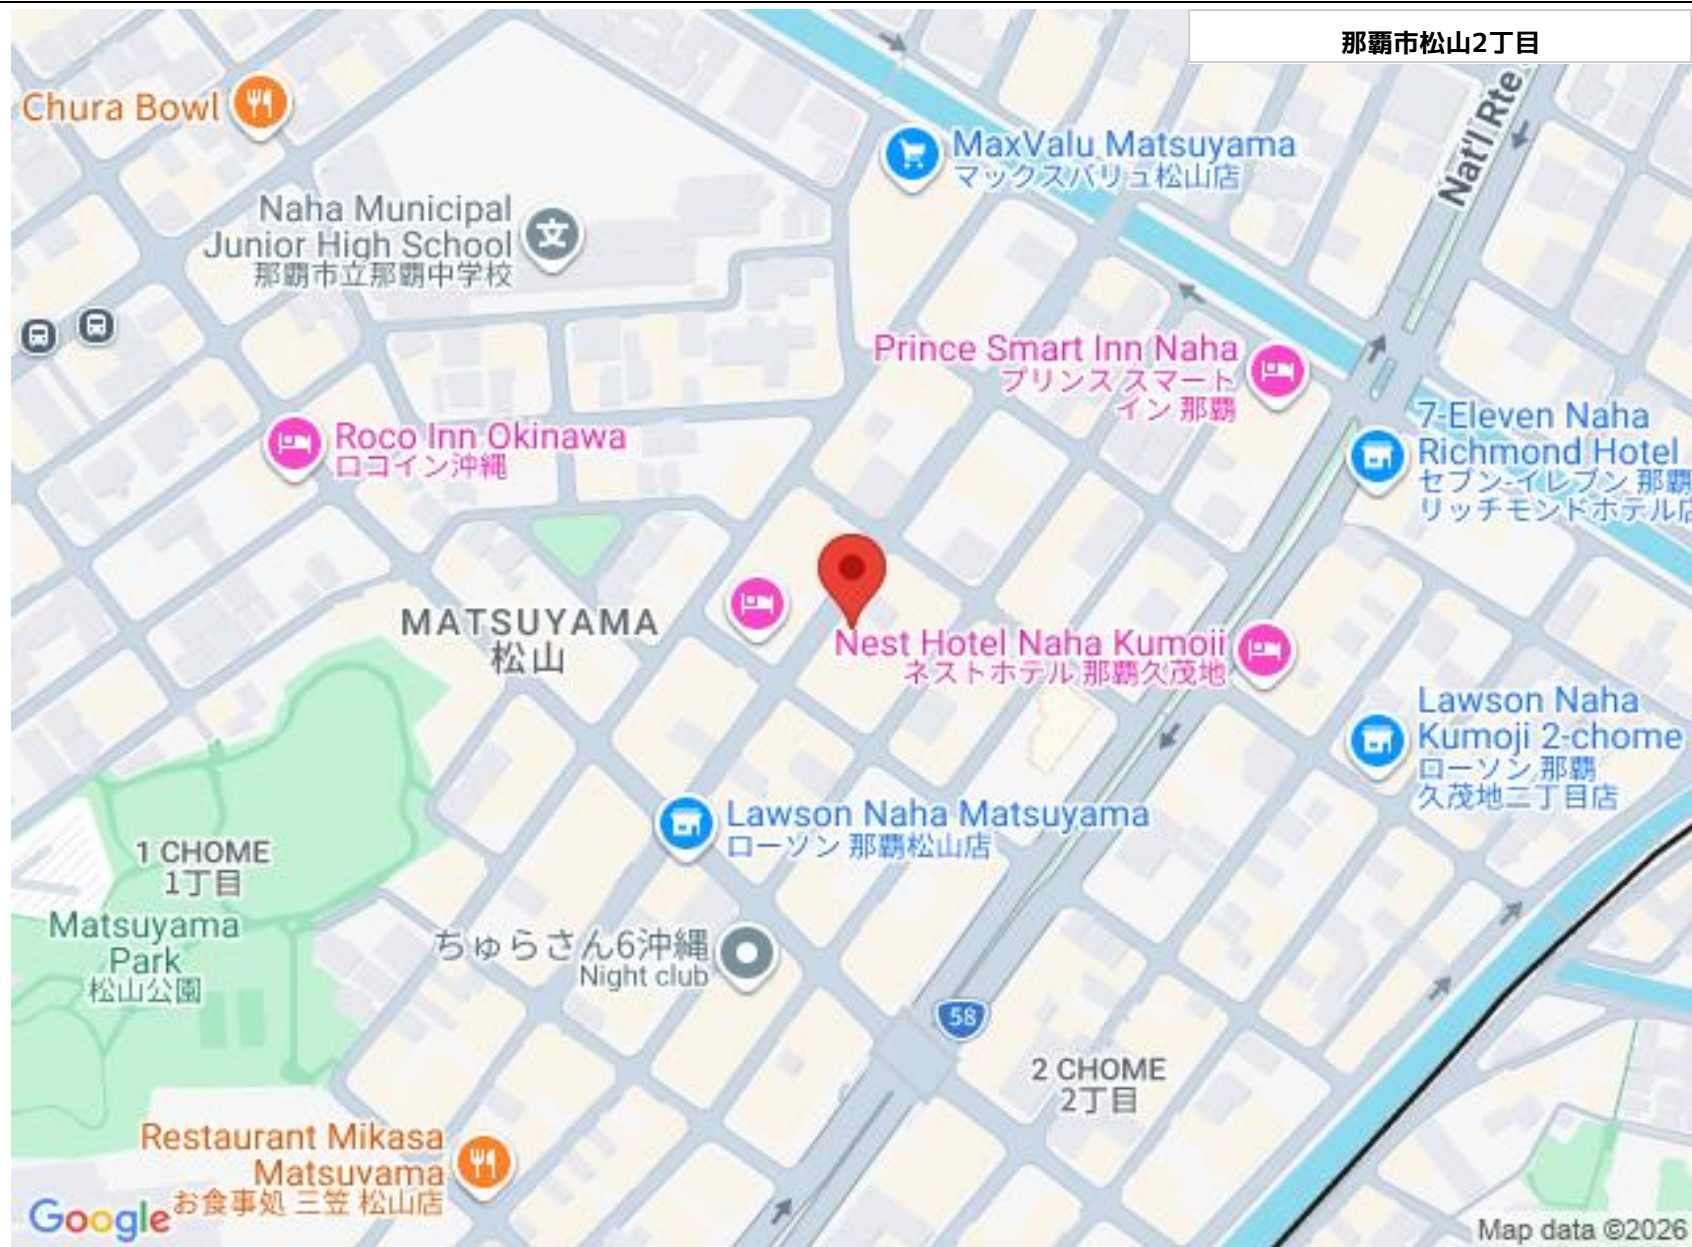 那覇市松山2丁目
Nat'l Rte
Chura Bowl
MaxValu Matsuyama
マックスバリュ松山店
Naha Municipal
Junior High School
那覇市立那覇中学校
文
Prince Smart Inn Naha
プリンス スマート
イン 那覇
7-Eleven Naha
Richmond Hotel
セブン-イレブン 那覇
リッチモンドホテル店
Roco Inn Okinawa
ロコイン沖縄
MATSUYAMA
松山
Nest Hotel Naha Kumoji
ネストホテル 那覇久茂地
Lawson Naha
Kumoji 2-chome
ローソン 那覇
久茂地二丁目店
Lawson Naha Matsuyama
ローソン 那覇松山店
1 CHOME
1丁目
Matsuyama
Park
松山公園
ちゅらさん6沖縄
Night club
58
2 CHOME
2丁目
Restaurant Mikasa
Matsuyama
お食事処 三笠 松山店
Google
Map data ©2026